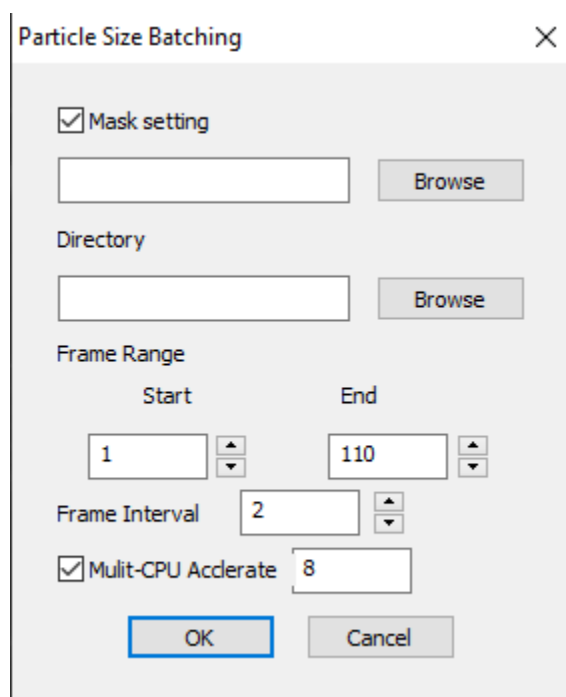 Particle Size Batching
Mask setting
Browse
Directory
Browse
Frame Range
Start End
1 110
Frame Interval 2
Mulit-CPU Acclerate 8
OK Cancel